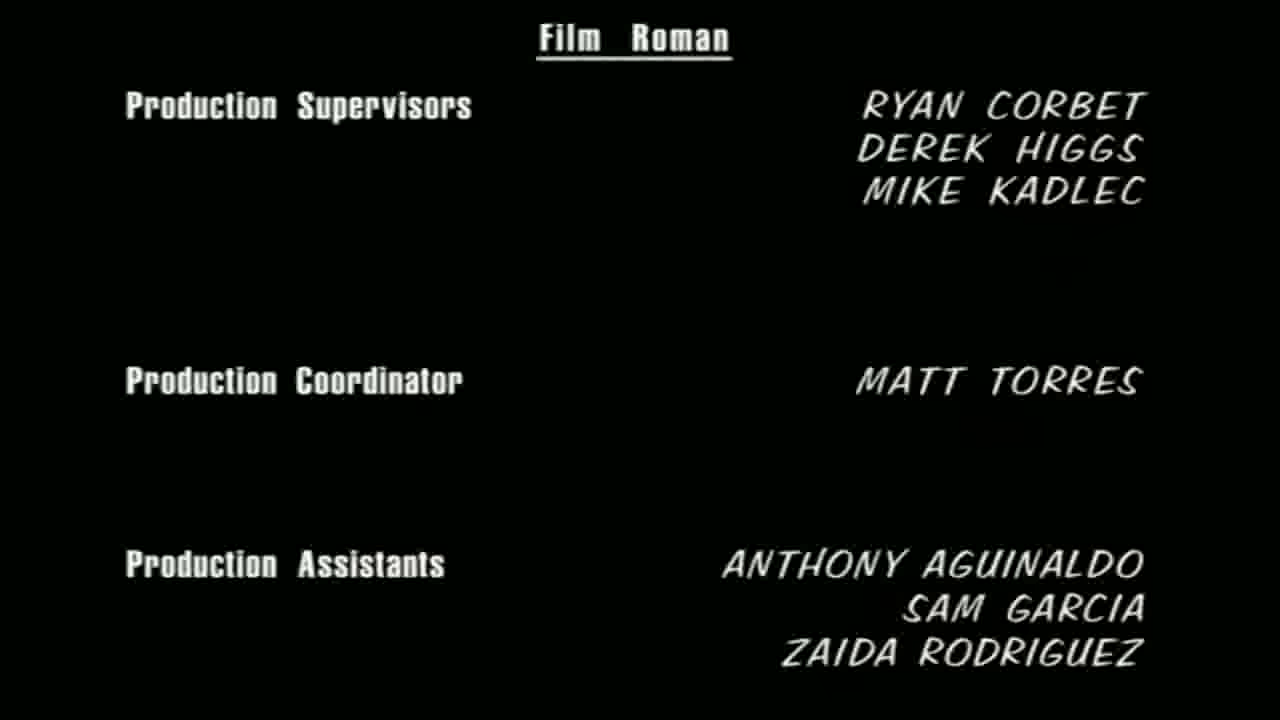 Film Roman
Production Supervisors RYAN CORBET
DEREK HIGGS
MIKE KADLEC
Production Coordinator MATT TORRES
Production Assistants ANTHONY AGUINALDO
SAM GARCIA
ZAIDA RODRIGUEZ